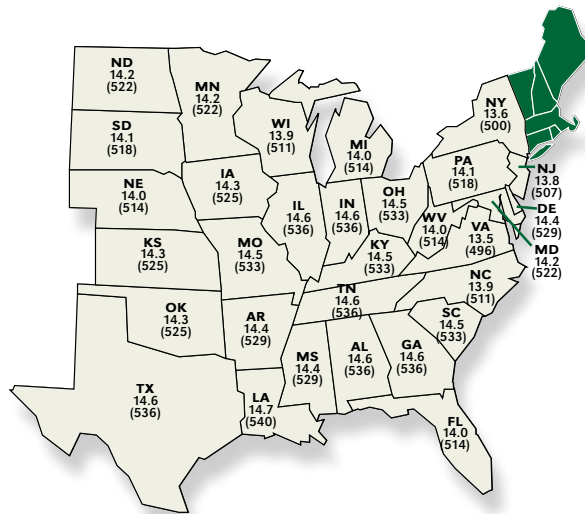 ND
14.2
(522)
MN
14.2
(522)
WI
13.9
(511)
NY
13.6
(500)
SD
14.1
(518)
MI
14.0
(514)
PA
14.1
(518)
NJ
13.8
(507)
NE
14.0
(514)
IA
14.3
(525)
IL
14.6
(536)
IN
14.6
(536)
OH
14.5
(533)
WV
14.0
(514)
VA
13.5
(496)
DE
14.4
(529)
MD
14.2
(522)
KS
14.3
(525)
MO
14.5
(533)
KY
14.5
(533)
NC
13.9
(511)
TN
14.6
(536)
OK
14.3
(525)
AR
14.4
(529)
SC
14.5
(533)
MS
14.4
(529)
AL
14.6
(536)
GA
14.6
(536)
TX
14.6
(536)
LA
14.7
(540)
FL
14.0
(514)